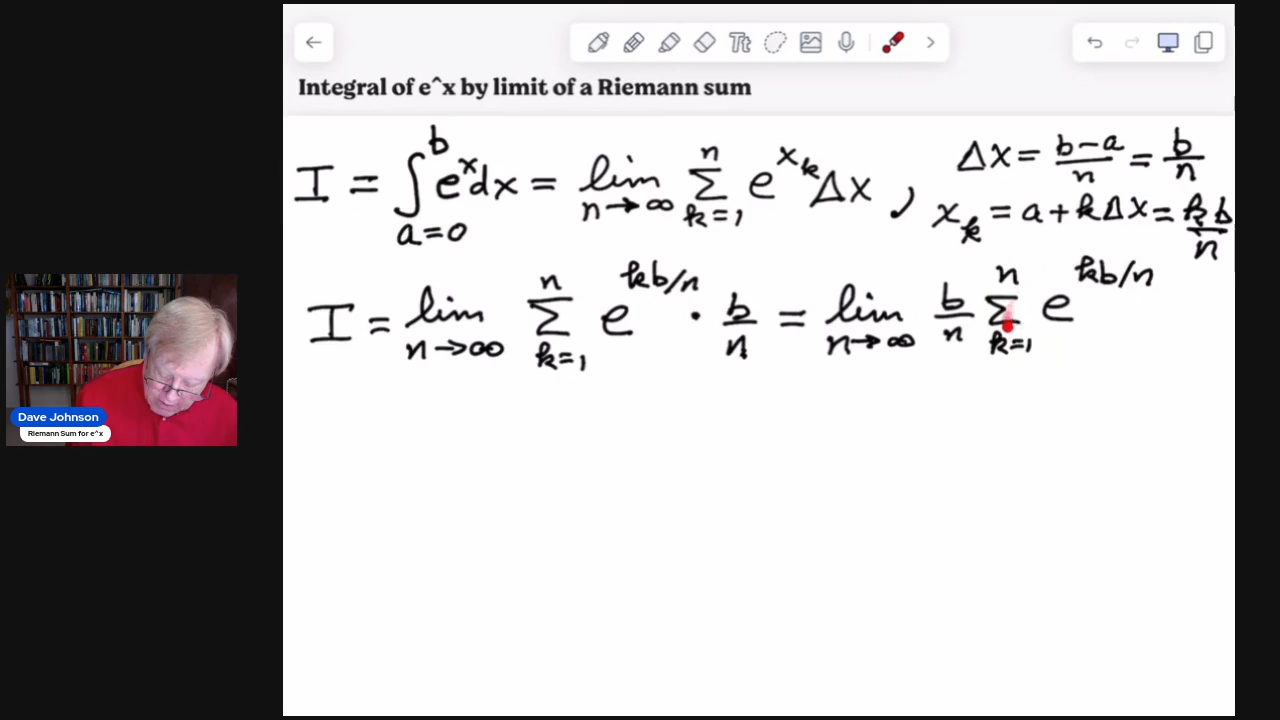 Integral of e^x by limit of a Riemann sum
I = ∫_{a=0}^{b} e^x dx = lim_{n→∞} Σ_{k=1}^{n} e^{x_k} Δx , Δx = (b-a)/n = b/n
x_k = a + kΔx = kb/n
I = lim_{n→∞} Σ_{k=1}^{n} e^{kb/n} · b/n = lim_{n→∞} b/n Σ_{k=1}^{n} e^{kb/n}
Tt
Dave Johnson
Riemann Sum for e^x